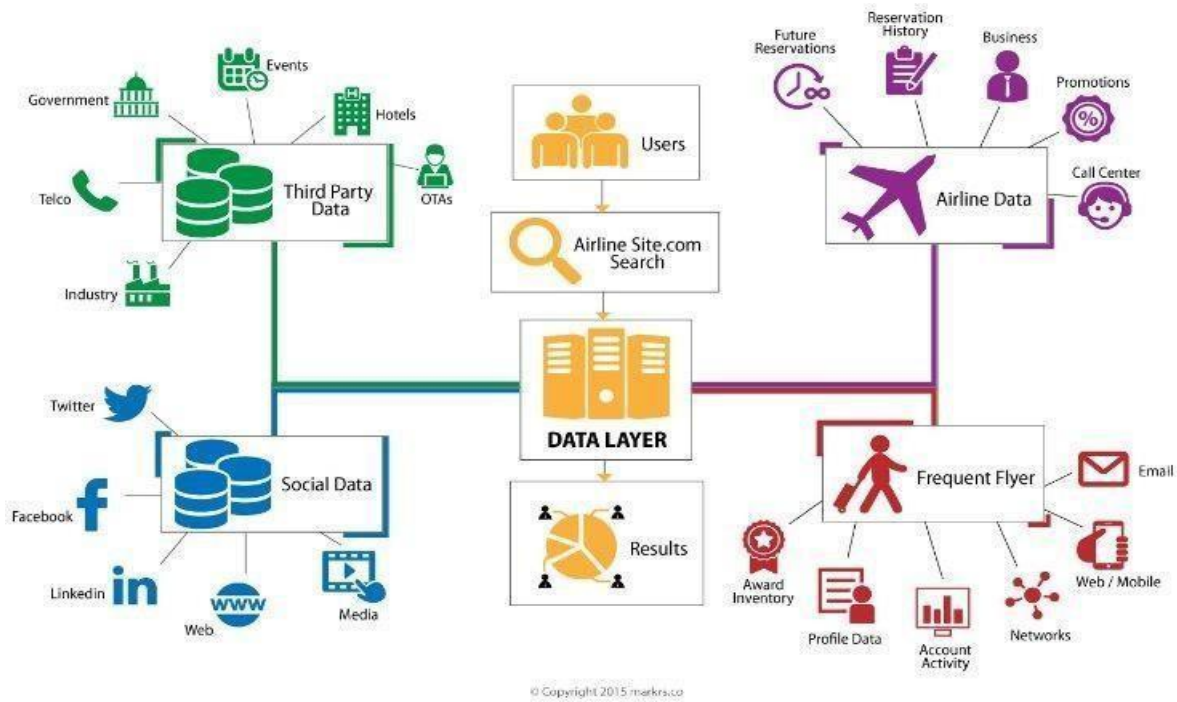 Events
Government
Hotels
Telco
Third Party
Data
OTAs
Industry
Users
Airline Site.com
Search
DATA LAYER
Results
Future
Reservations
Reservation
History
Business
Promotions
%
Airline Data
Call Center
Twitter
Facebook
f
Linkedin
in
Social Data
www
Web
Media
Frequent Flyer
Email
Web / Mobile
Networks
Account
Activity
Profile Data
Award
Inventory
H
© Copyright 2015 markrs.co